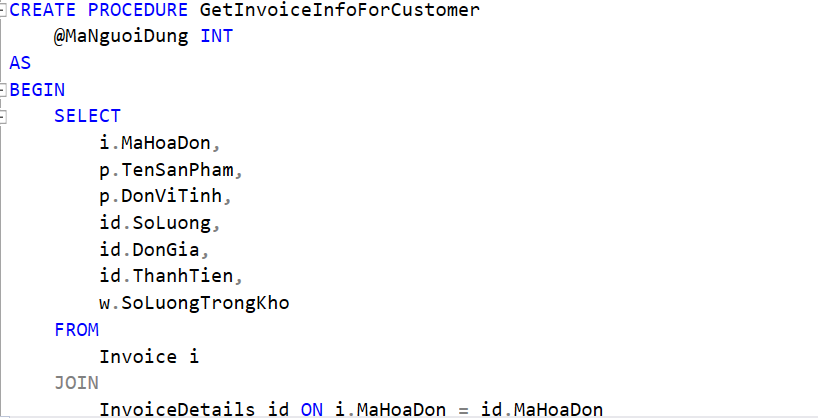 CREATE PROCEDURE GetInvoiceInfoForCustomer
    @MaNguoiDung INT
AS
BEGIN
    SELECT
        i.MaHoaDon,
        p.TenSanPham,
        p.DonViTinh,
        id.SoLuong,
        id.DonGia,
        id.ThanhTien,
        w.SoLuongTrongKho
    FROM
        Invoice i
    JOIN
        InvoiceDetails id ON i.MaHoaDon = id.MaHoaDon